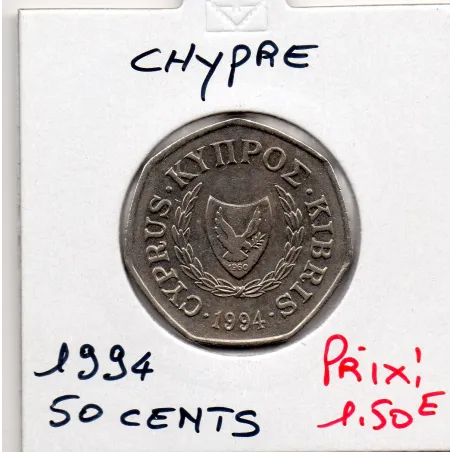 CHYPRE
CYPRUS · ΚΥΠΡΟΣ · KIBRIS
1960
· 1994 ·
1994
50 CENTS
PRIX!
1.50E